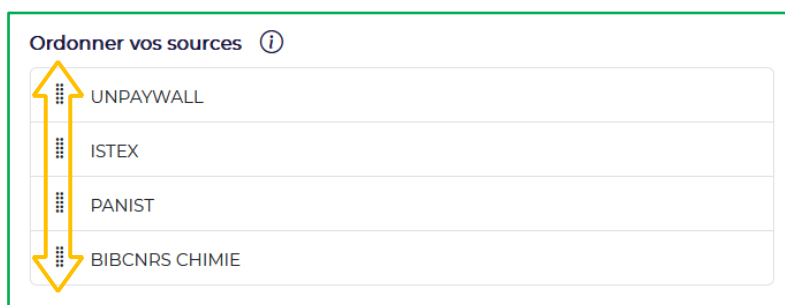 Ordonner vos sources i
UNPAYWALL
ISTEX
PANIST
BIBCNRS CHIMIE